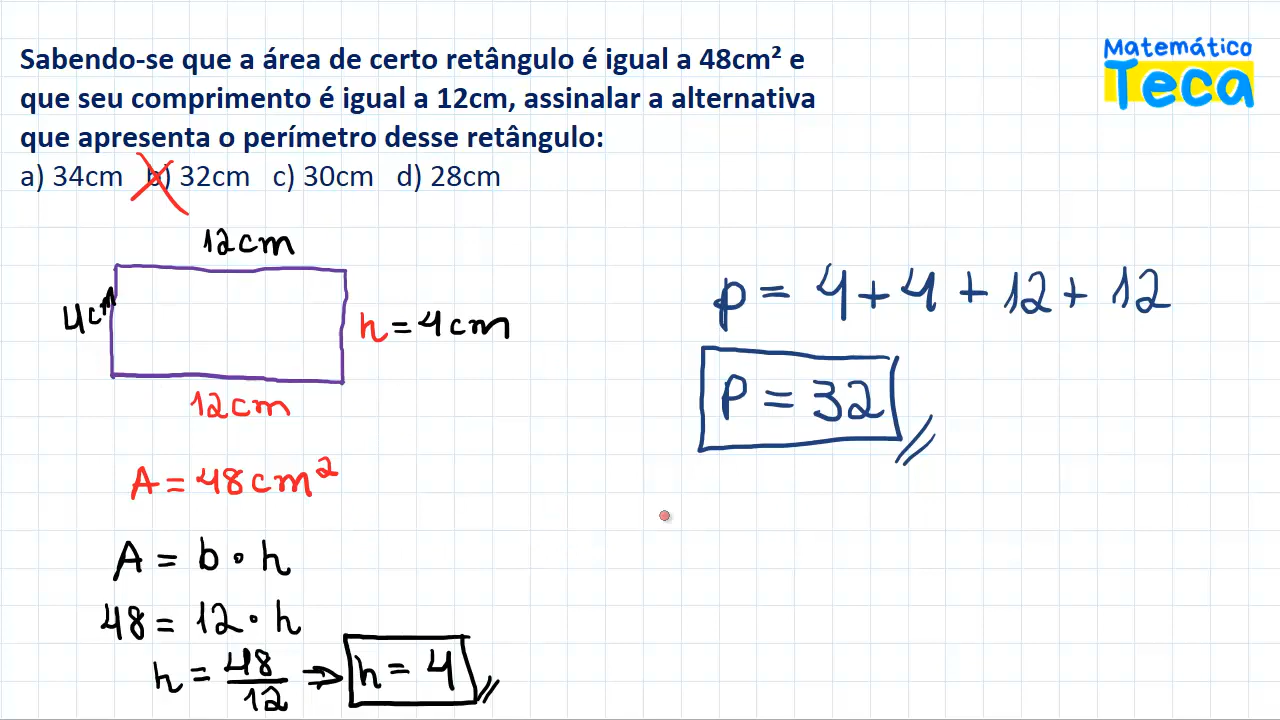 Matemático
Teca
Sabendo-se que a área de certo retângulo é igual a 48cm² e
que seu comprimento é igual a 12cm, assinalar a alternativa
que apresenta o perímetro desse retângulo:
a) 34cm b) 32cm c) 30cm d) 28cm
12cm
4cm
h = 4cm
12cm
A = 48cm²
A = b · h
48 = 12 · h
h = 48/12 ⇒ h = 4
p = 4 + 4 + 12 + 12
P = 32